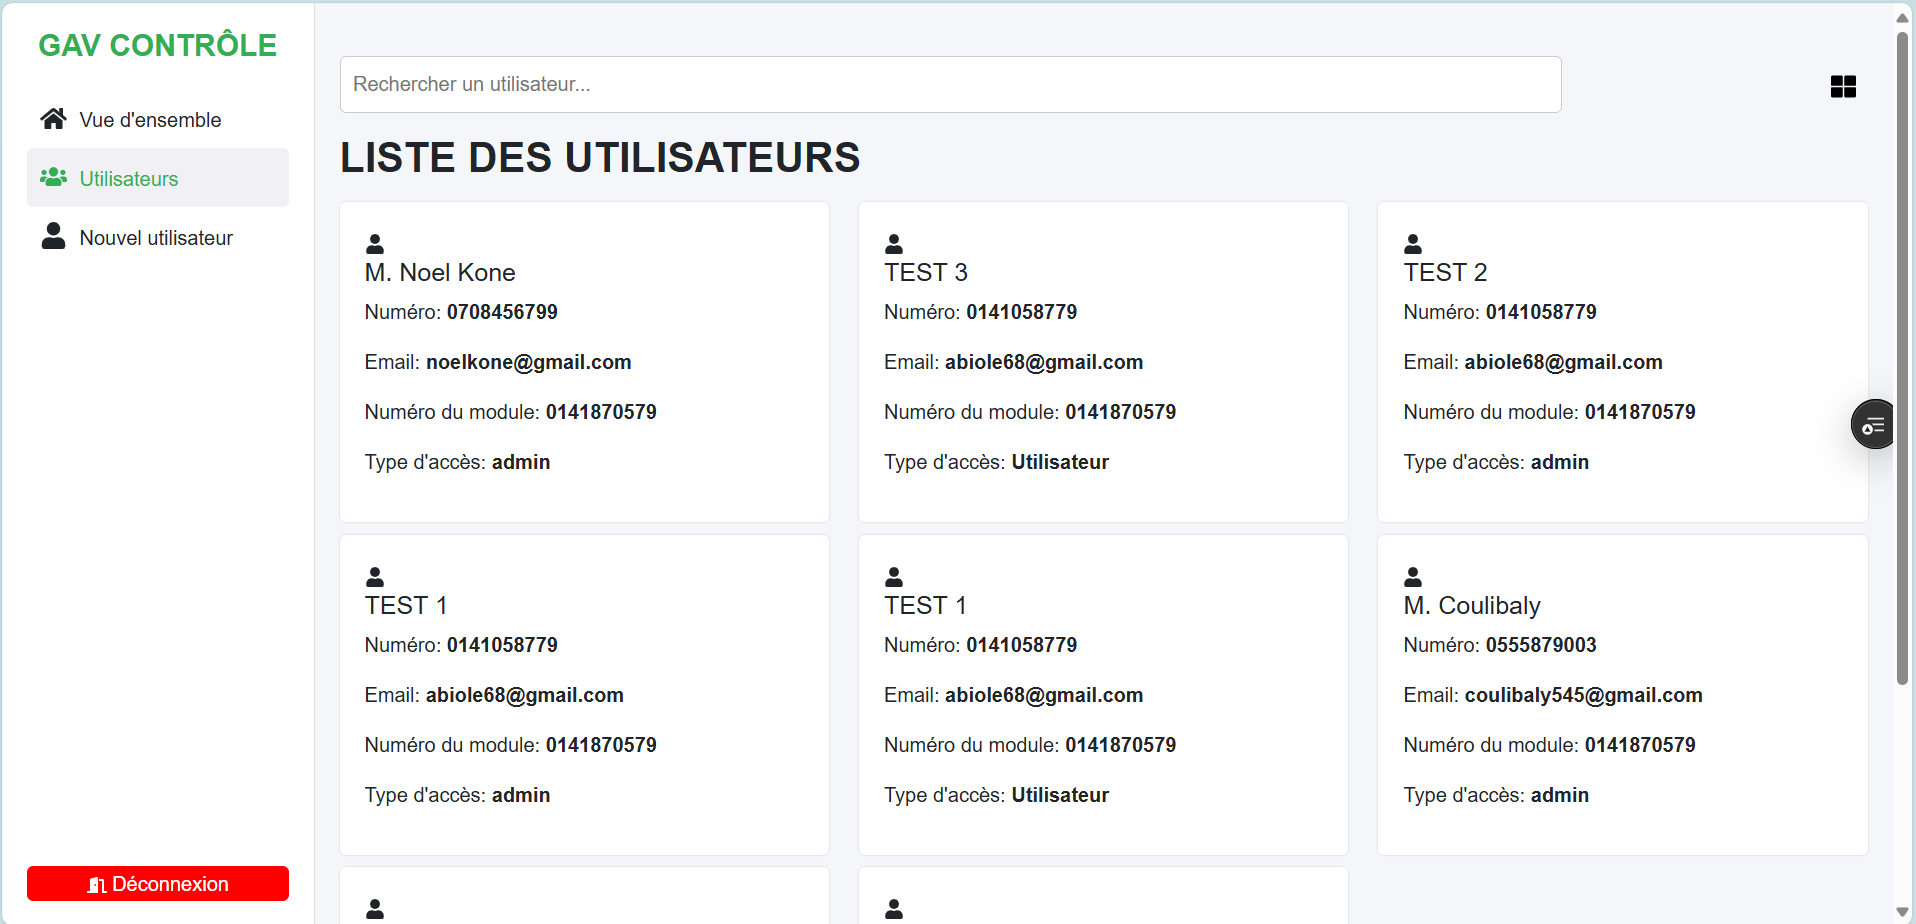 GAV CONTRÔLE
Vue d'ensemble
Utilisateurs
Nouvel utilisateur
Déconnexion
Rechercher un utilisateur...
LISTE DES UTILISATEURS
M. Noel Kone
Numéro: 0708456799
Email: noelkone@gmail.com
Numéro du module: 0141870579
Type d'accès: admin
TEST 3
Numéro: 0141058779
Email: abiole68@gmail.com
Numéro du module: 0141870579
Type d'accès: Utilisateur
TEST 2
Numéro: 0141058779
Email: abiole68@gmail.com
Numéro du module: 0141870579
Type d'accès: admin
TEST 1
Numéro: 0141058779
Email: abiole68@gmail.com
Numéro du module: 0141870579
Type d'accès: admin
TEST 1
Numéro: 0141058779
Email: abiole68@gmail.com
Numéro du module: 0141870579
Type d'accès: Utilisateur
M. Coulibaly
Numéro: 0555879003
Email: coulibaly545@gmail.com
Numéro du module: 0141870579
Type d'accès: admin